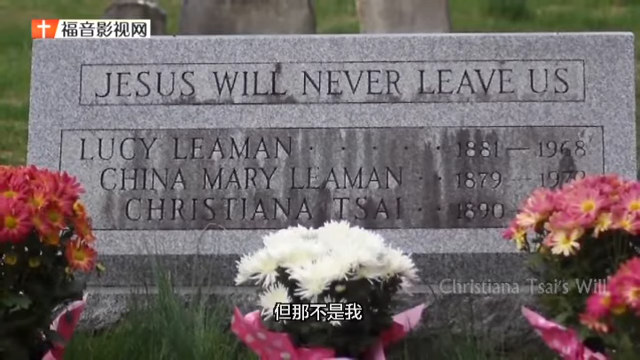 福音影视网
JESUS WILL NEVER LEAVE US
LUCY LEAMAN · · · · · 1881—1968
CHINA MARY LEAMAN · · 1879—
CHRISTIANA TSAI · · 1890
Christiana Tsai's Will
但那不是我